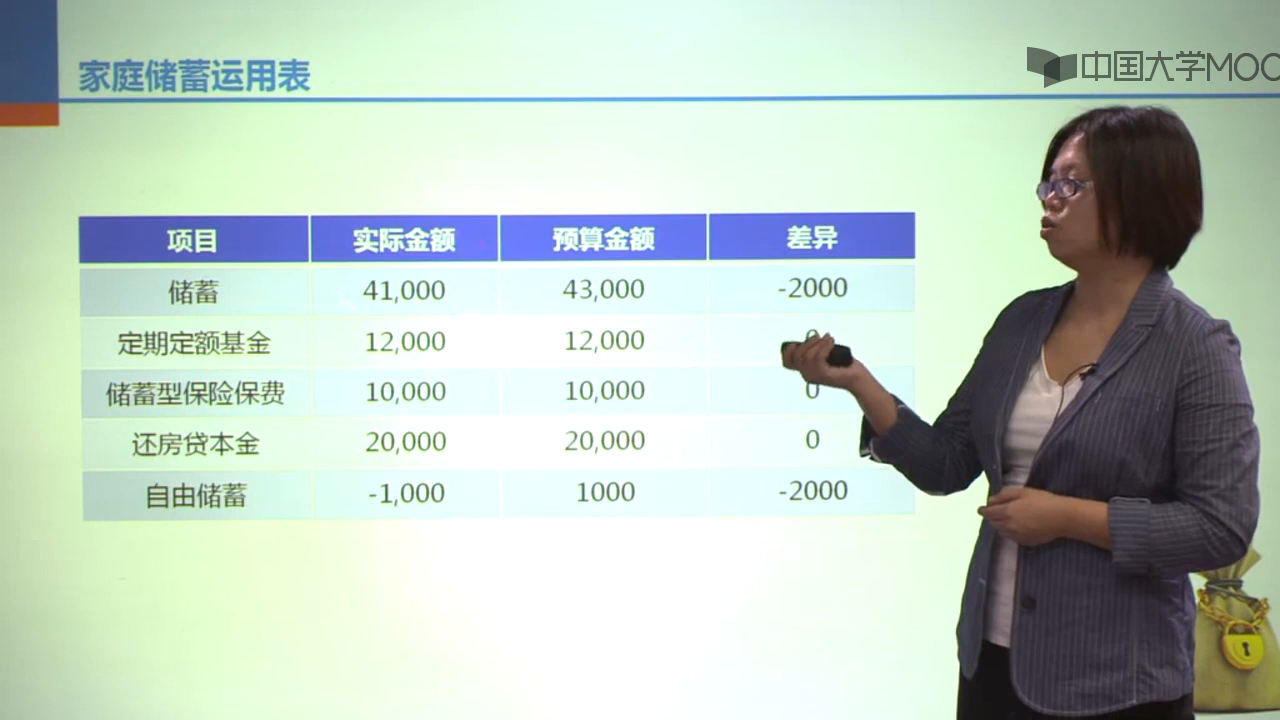 家庭储蓄运用表
中国大学MOO
项目 实际金额 预算金额 差异
储蓄 41,000 43,000 -2000
定期定额基金 12,000 12,000
储蓄型保险保费 10,000 10,000 0
还房贷本金 20,000 20,000 0
自由储蓄 -1,000 1000 -2000